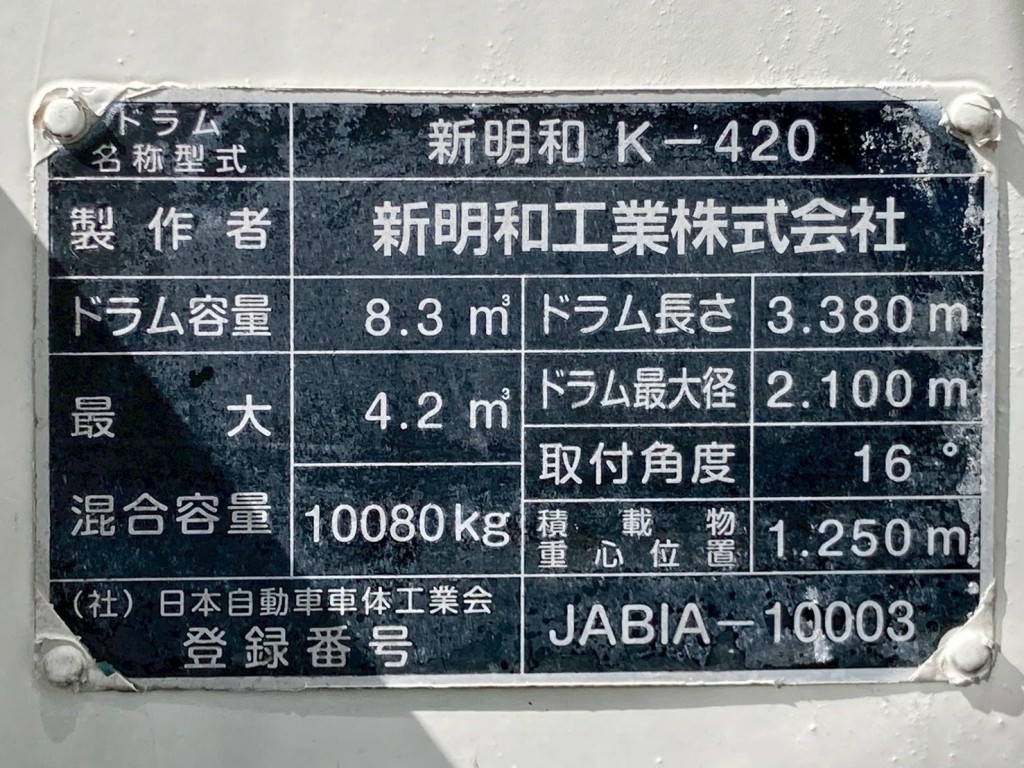 ドラム
名称型式
新明和 K-420
製作者
新明和工業株式会社
ドラム容量
8.3 m³
ドラム長さ
3.380 m
最大
混合容量
4.2 m³
10080kg
ドラム最大径
2.100 m
取付角度
16°
積載物
重心位置
1.250 m
(社)日本自動車車体工業会
登録番号
JABIA-10003